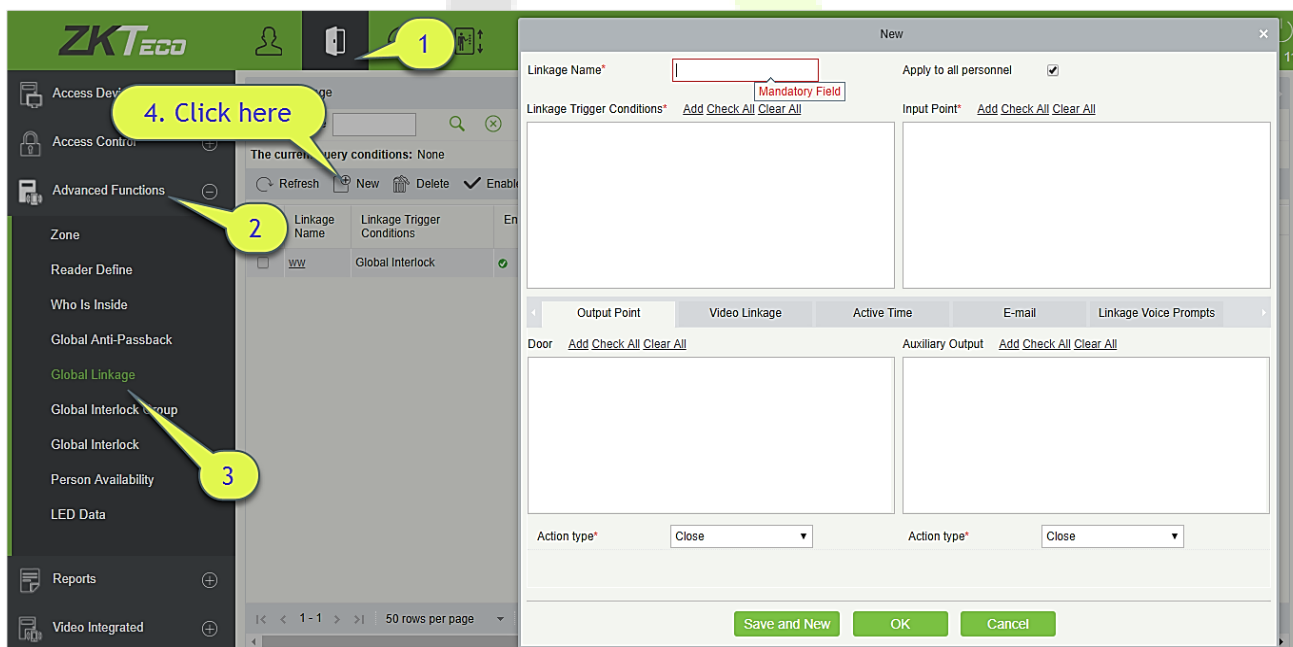 ZKTECO
1
New
Access Devi
4. Click here
ge
The current query conditions: None
Access Control
Refresh New Delete Enable
Advanced Functions
2
Linkage Name
Linkage Trigger Conditions
En
ww
Global Interlock
Zone
Reader Define
Who Is Inside
Global Anti-Passback
Global Linkage
Global Interlock Group
Global Interlock
Person Availability
LED Data
3
Reports
Video Integrated
1 - 1
50 rows per page
Linkage Name*
Mandatory Field
Apply to all personnel
Linkage Trigger Conditions* Add Check All Clear All
Input Point* Add Check All Clear All
Output Point
Video Linkage
Active Time
E-mail
Linkage Voice Prompts
Door Add Check All Clear All
Auxiliary Output Add Check All Clear All
Action type* Close
Action type* Close
Save and New
OK
Cancel